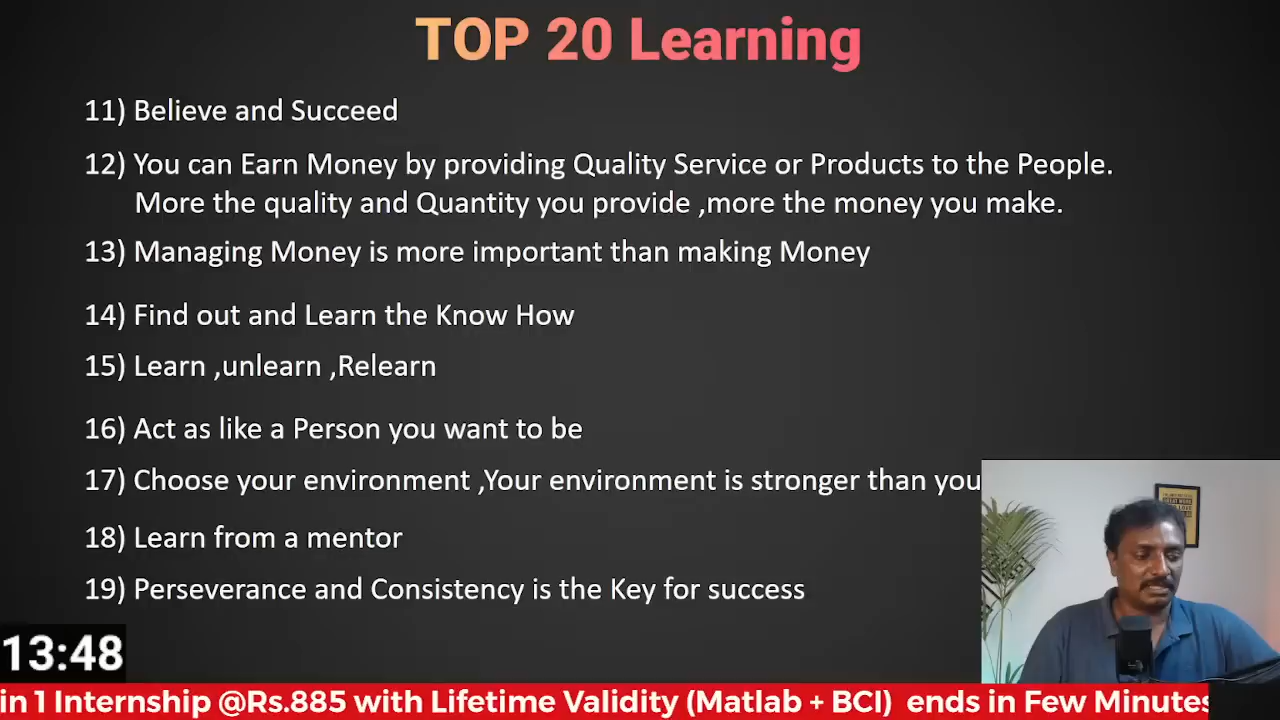 TOP 20 Learning
11) Believe and Succeed
12) You can Earn Money by providing Quality Service or Products to the People.
More the quality and Quantity you provide ,more the money you make.
13) Managing Money is more important than making Money
14) Find out and Learn the Know How
15) Learn ,unlearn ,Relearn
16) Act as like a Person you want to be
17) Choose your environment ,Your environment is stronger than you
18) Learn from a mentor
19) Perseverance and Consistency is the Key for success
13:48
in 1 Internship @Rs.885 with Lifetime Validity (Matlab + BCI) ends in Few Minutes